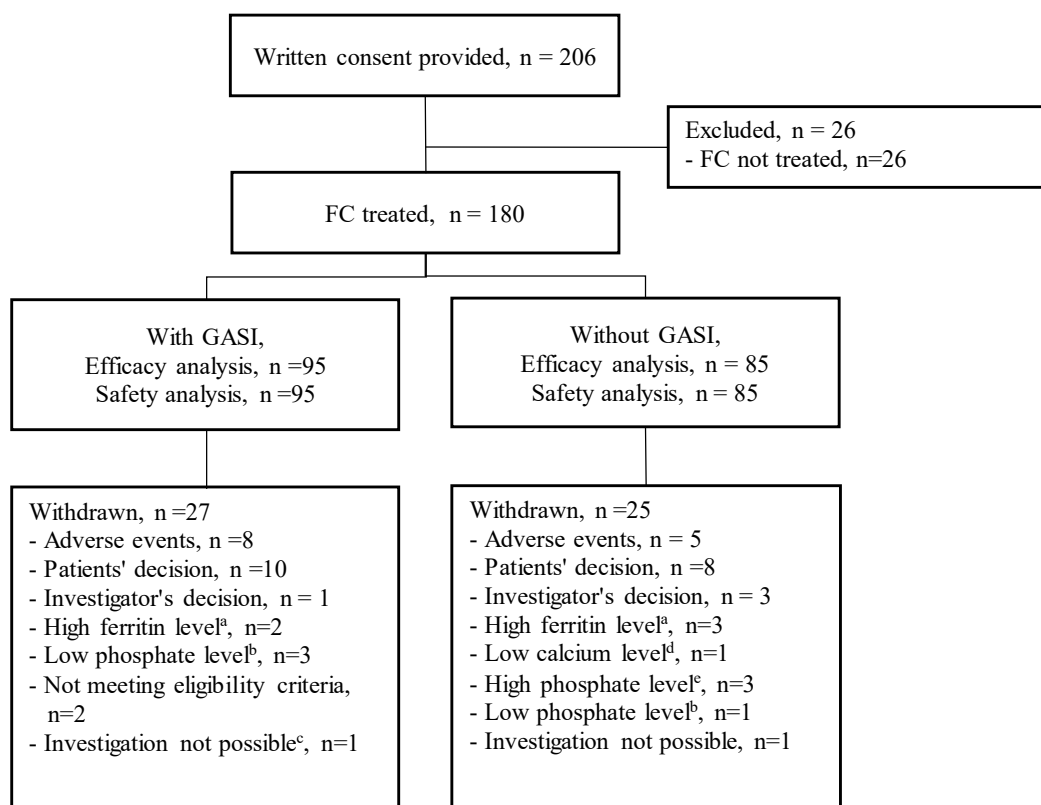 Written consent provided, n = 206
Excluded, n = 26
- FC not treated, n=26
FC treated, n = 180
With GASI,
Efficacy analysis, n =95
Safety analysis, n =95
Without GASI,
Efficacy analysis, n = 85
Safety analysis, n = 85
Withdrawn, n =27
- Adverse events, n =8
- Patients' decision, n =10
- Investigator's decision, n = 1
- High ferritin levelᵃ, n=2
- Low phosphate levelᵇ, n=3
- Not meeting eligibility criteria,
n=2
- Investigation not possibleᶜ, n=1
Withdrawn, n =25
- Adverse events, n = 5
- Patients' decision, n =8
- Investigator's decision, n = 3
- High ferritin levelᵃ, n=3
- Low calcium levelᵈ, n=1
- High phosphate levelᵉ, n=3
- Low phosphate levelᵇ, n=1
- Investigation not possible, n=1